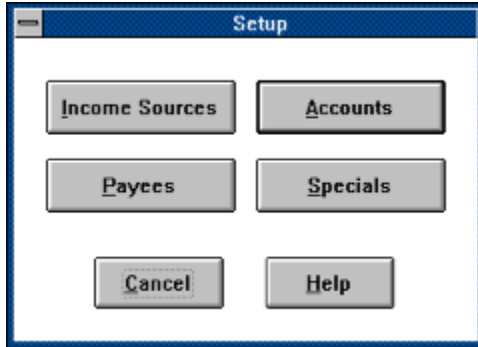 Setup
Income Sources Accounts
Payees Specials
Cancel Help